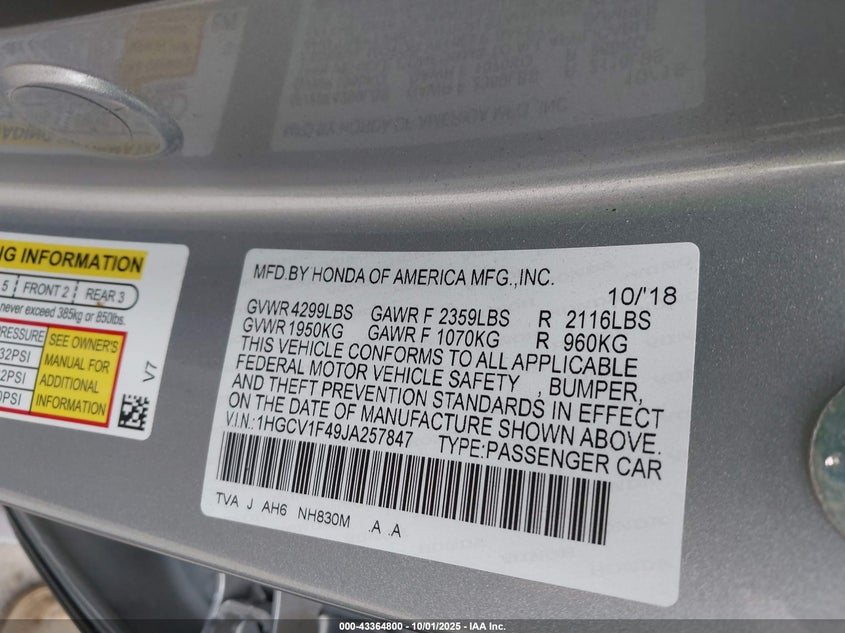 MFD.BY HONDA OF AMERICA MFG.,INC.
10/'18
GVWR 4299LBS GAWR F 2359LBS R 2116LBS
GVWR 1950KG GAWR F 1070KG R 960KG
THIS VEHICLE CONFORMS TO ALL APPLICABLE
FEDERAL MOTOR VEHICLE SAFETY , BUMPER,
AND THEFT PREVENTION STANDARDS IN EFFECT
ON THE DATE OF MANUFACTURE SHOWN ABOVE.
V.I.N.:1HGCV1F49JA257847 TYPE:PASSENGER CAR
TVA J AH6 NH830M .A .A
INFORMATION
5 FRONT 2 REAR 3
never exceed 385kg or 850lbs.
PRESSURE
SEE OWNER'S
MANUAL FOR
ADDITIONAL
INFORMATION
V7
000-43364800 - 10/01/2025 - IAA Inc.